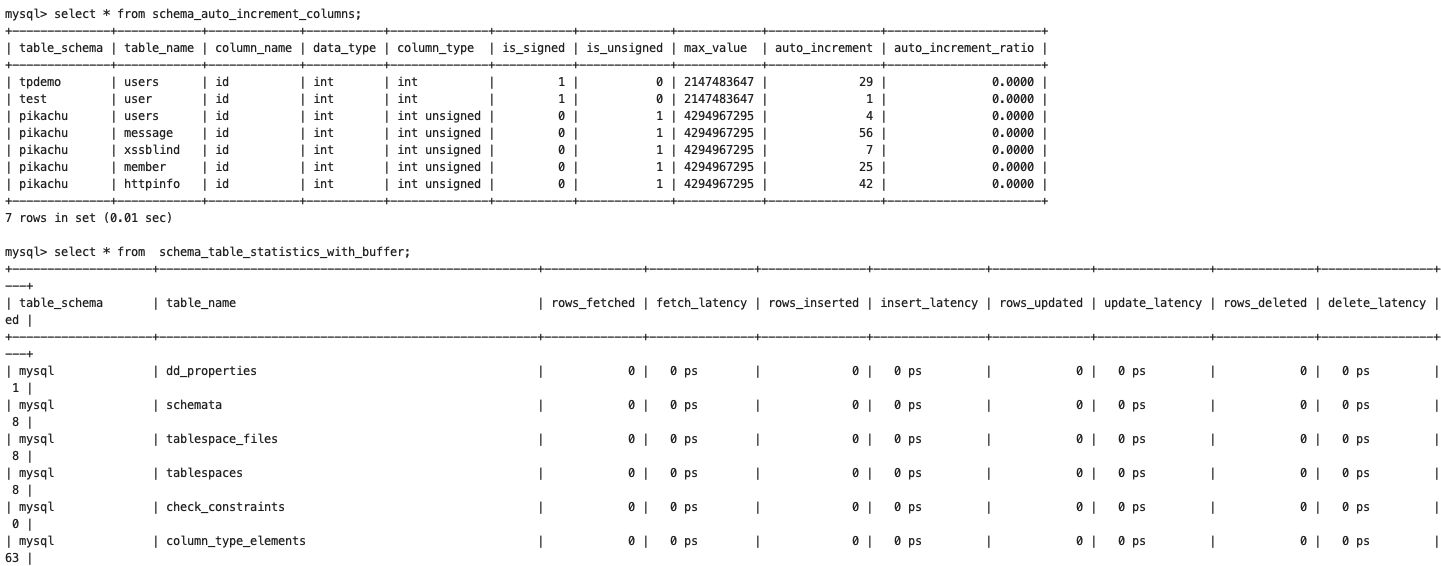 mysql> select * from schema_auto_increment_columns;
+--------------+------------+-------------+-----------+--------------+-----------+-------------+------------+----------------+----------------------+
| table_schema | table_name | column_name | data_type | column_type  | is_signed | is_unsigned | max_value  | auto_increment | auto_increment_ratio |
+--------------+------------+-------------+-----------+--------------+-----------+-------------+------------+----------------+----------------------+
| tpdemo       | users      | id          | int       | int          |         1 |           0 | 2147483647 |             29 |               0.0000 |
| test         | user       | id          | int       | int          |         1 |           0 | 2147483647 |              1 |               0.0000 |
| pikachu      | users      | id          | int       | int unsigned |         0 |           1 | 4294967295 |              4 |               0.0000 |
| pikachu      | message    | id          | int       | int unsigned |         0 |           1 | 4294967295 |             56 |               0.0000 |
| pikachu      | xssblind   | id          | int       | int unsigned |         0 |           1 | 4294967295 |              7 |               0.0000 |
| pikachu      | member     | id          | int       | int unsigned |         0 |           1 | 4294967295 |             25 |               0.0000 |
| pikachu      | httpinfo   | id          | int       | int unsigned |         0 |           1 | 4294967295 |             42 |               0.0000 |
+--------------+------------+-------------+-----------+--------------+-----------+-------------+------------+----------------+----------------------+
7 rows in set (0.01 sec)
mysql> select * from  schema_table_statistics_with_buffer;
| table_schema | table_name | rows_fetched | fetch_latency | rows_inserted | insert_latency | rows_updated | update_latency | rows_deleted | delete_latency |
ed |
---+
| mysql | dd_properties | 0 | 0 ps | 0 | 0 ps | 0 | 0 ps | 0 | 0 ps |
1 |
| mysql | schemata | 0 | 0 ps | 0 | 0 ps | 0 | 0 ps | 0 | 0 ps |
8 |
| mysql | tablespace_files | 0 | 0 ps | 0 | 0 ps | 0 | 0 ps | 0 | 0 ps |
8 |
| mysql | tablespaces | 0 | 0 ps | 0 | 0 ps | 0 | 0 ps | 0 | 0 ps |
8 |
| mysql | check_constraints | 0 | 0 ps | 0 | 0 ps | 0 | 0 ps | 0 | 0 ps |
0 |
| mysql | column_type_elements | 0 | 0 ps | 0 | 0 ps | 0 | 0 ps | 0 | 0 ps |
63 |